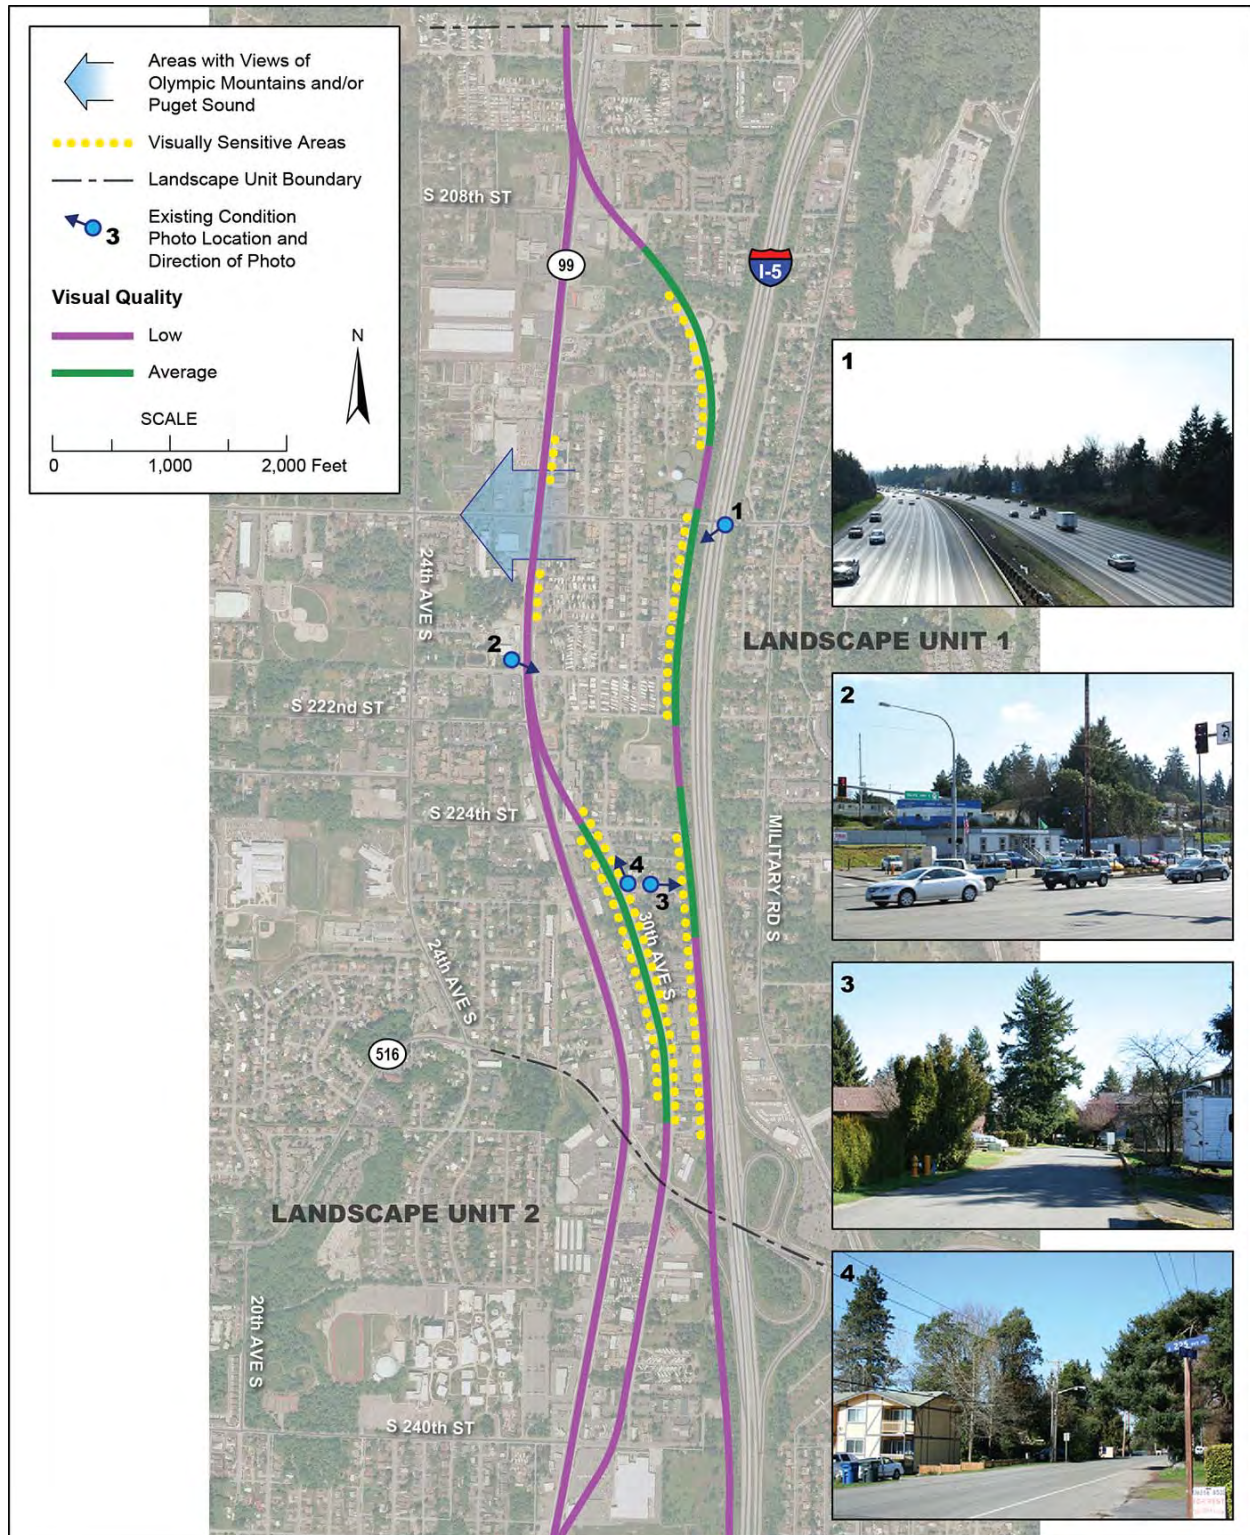 Areas with Views of
Olympic Mountains and/or
Puget Sound
Visually Sensitive Areas
Landscape Unit Boundary
3
Existing Condition
Photo Location and
Direction of Photo
Visual Quality
Low
Average
N
SCALE
0 1,000 2,000 Feet
S 208th ST
99
I-5
1
1
24th AVE S
LANDSCAPE UNIT 1
2
2
S 222nd ST
S 224th ST
MILITARY RD S
4
3
30th AVE S
24th AVE S
3
516
LANDSCAPE UNIT 2
4
20th AVE S
S 240th ST